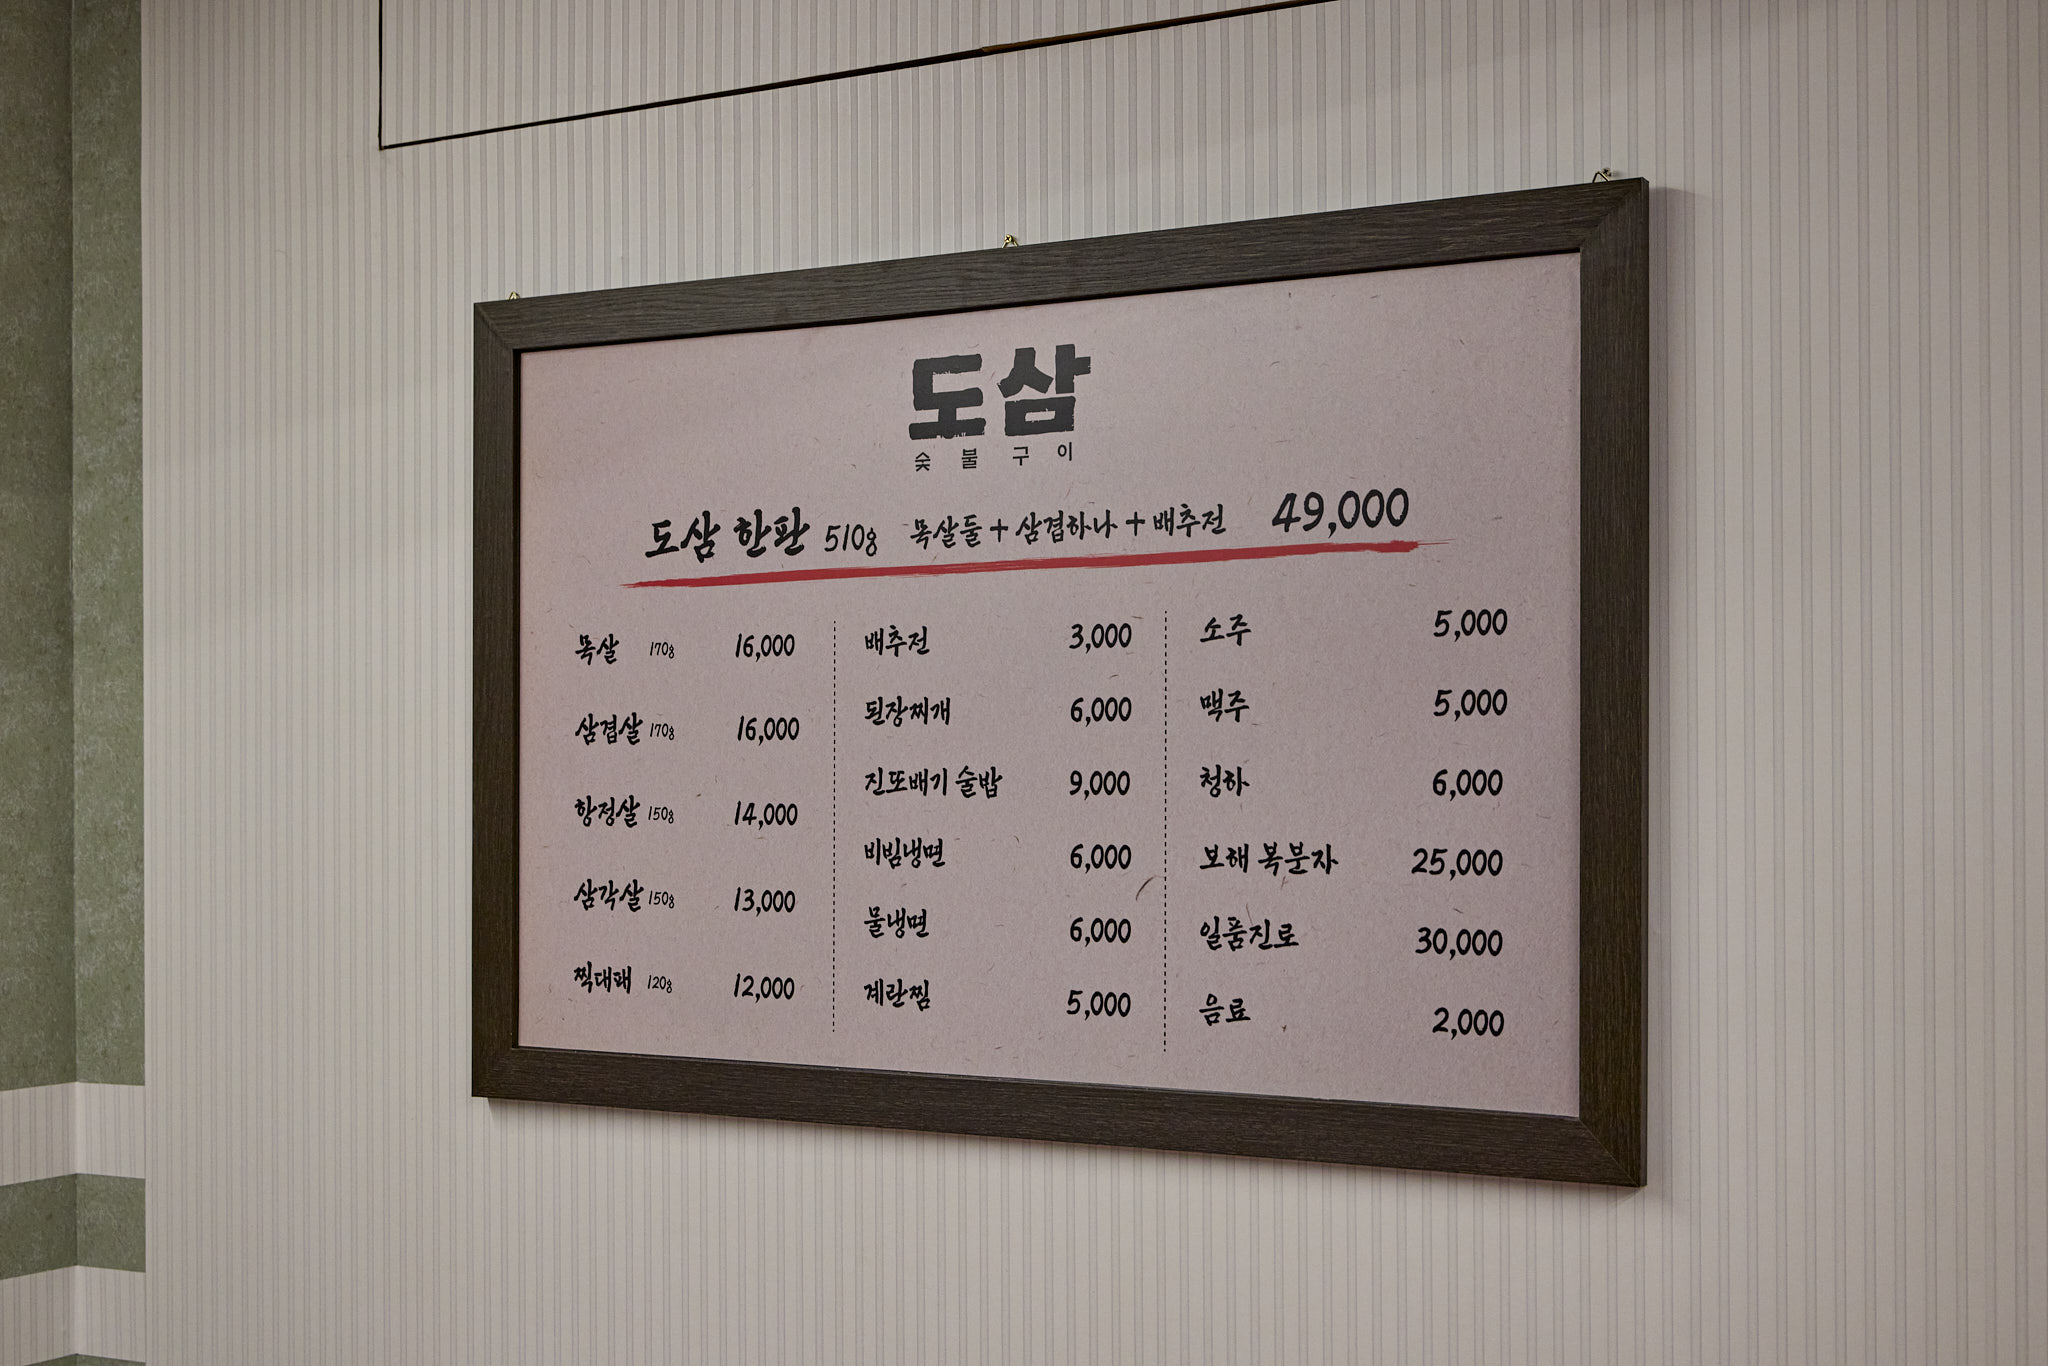 도삼
숯불구이
도삼 한판 510g 목살둘 + 삼겹하나 + 배추전 49,000
목살 170g 16,000
삼겹살 170g 16,000
항정살 150g 14,000
삼각살 150g 13,000
찍대패 120g 12,000
배추전 3,000
된장찌개 6,000
진또배기 술밥 9,000
비빔냉면 6,000
물냉면 6,000
계란찜 5,000
소주 5,000
맥주 5,000
청하 6,000
보해 복분자 25,000
일품진로 30,000
음료 2,000